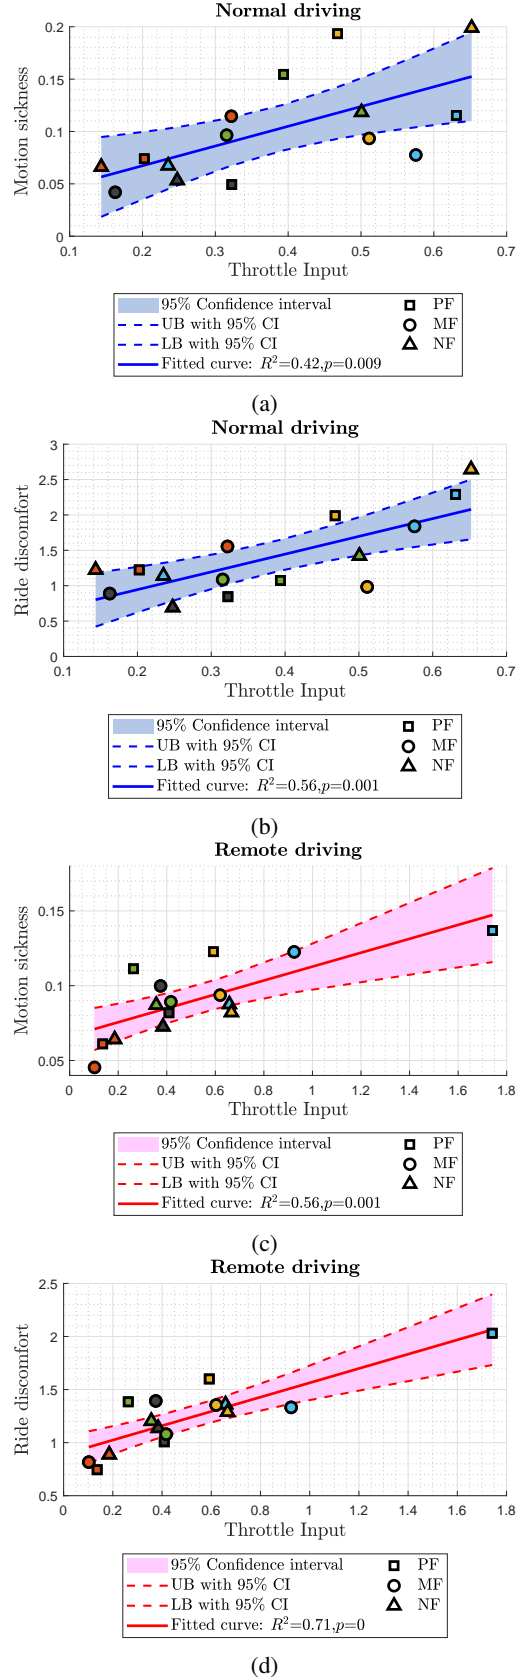 Normal driving
0.2
0.15
0.1
0.05
0
Motion sickness
0.1 0.2 0.3 0.4 0.5 0.6 0.7
Throttle Input
95% Confidence interval PF
UB with 95% CI MF
LB with 95% CI NF
Fitted curve: R²=0.42,p=0.009
(a)
Normal driving
3
2.5
2
1.5
1
0.5
0
Ride discomfort
0.1 0.2 0.3 0.4 0.5 0.6 0.7
Throttle Input
95% Confidence interval PF
UB with 95% CI MF
LB with 95% CI NF
Fitted curve: R²=0.56,p=0.001
(b)
Remote driving
0.15
0.1
0.05
Motion sickness
0 0.2 0.4 0.6 0.8 1 1.2 1.4 1.6 1.8
Throttle Input
95% Confidence interval PF
UB with 95% CI MF
LB with 95% CI NF
Fitted curve: R²=0.56,p=0.001
(c)
Remote driving
2.5
2
1.5
1
0.5
Ride discomfort
0 0.2 0.4 0.6 0.8 1 1.2 1.4 1.6 1.8
Throttle Input
95% Confidence interval PF
UB with 95% CI MF
LB with 95% CI NF
Fitted curve: R²=0.71,p=0
(d)